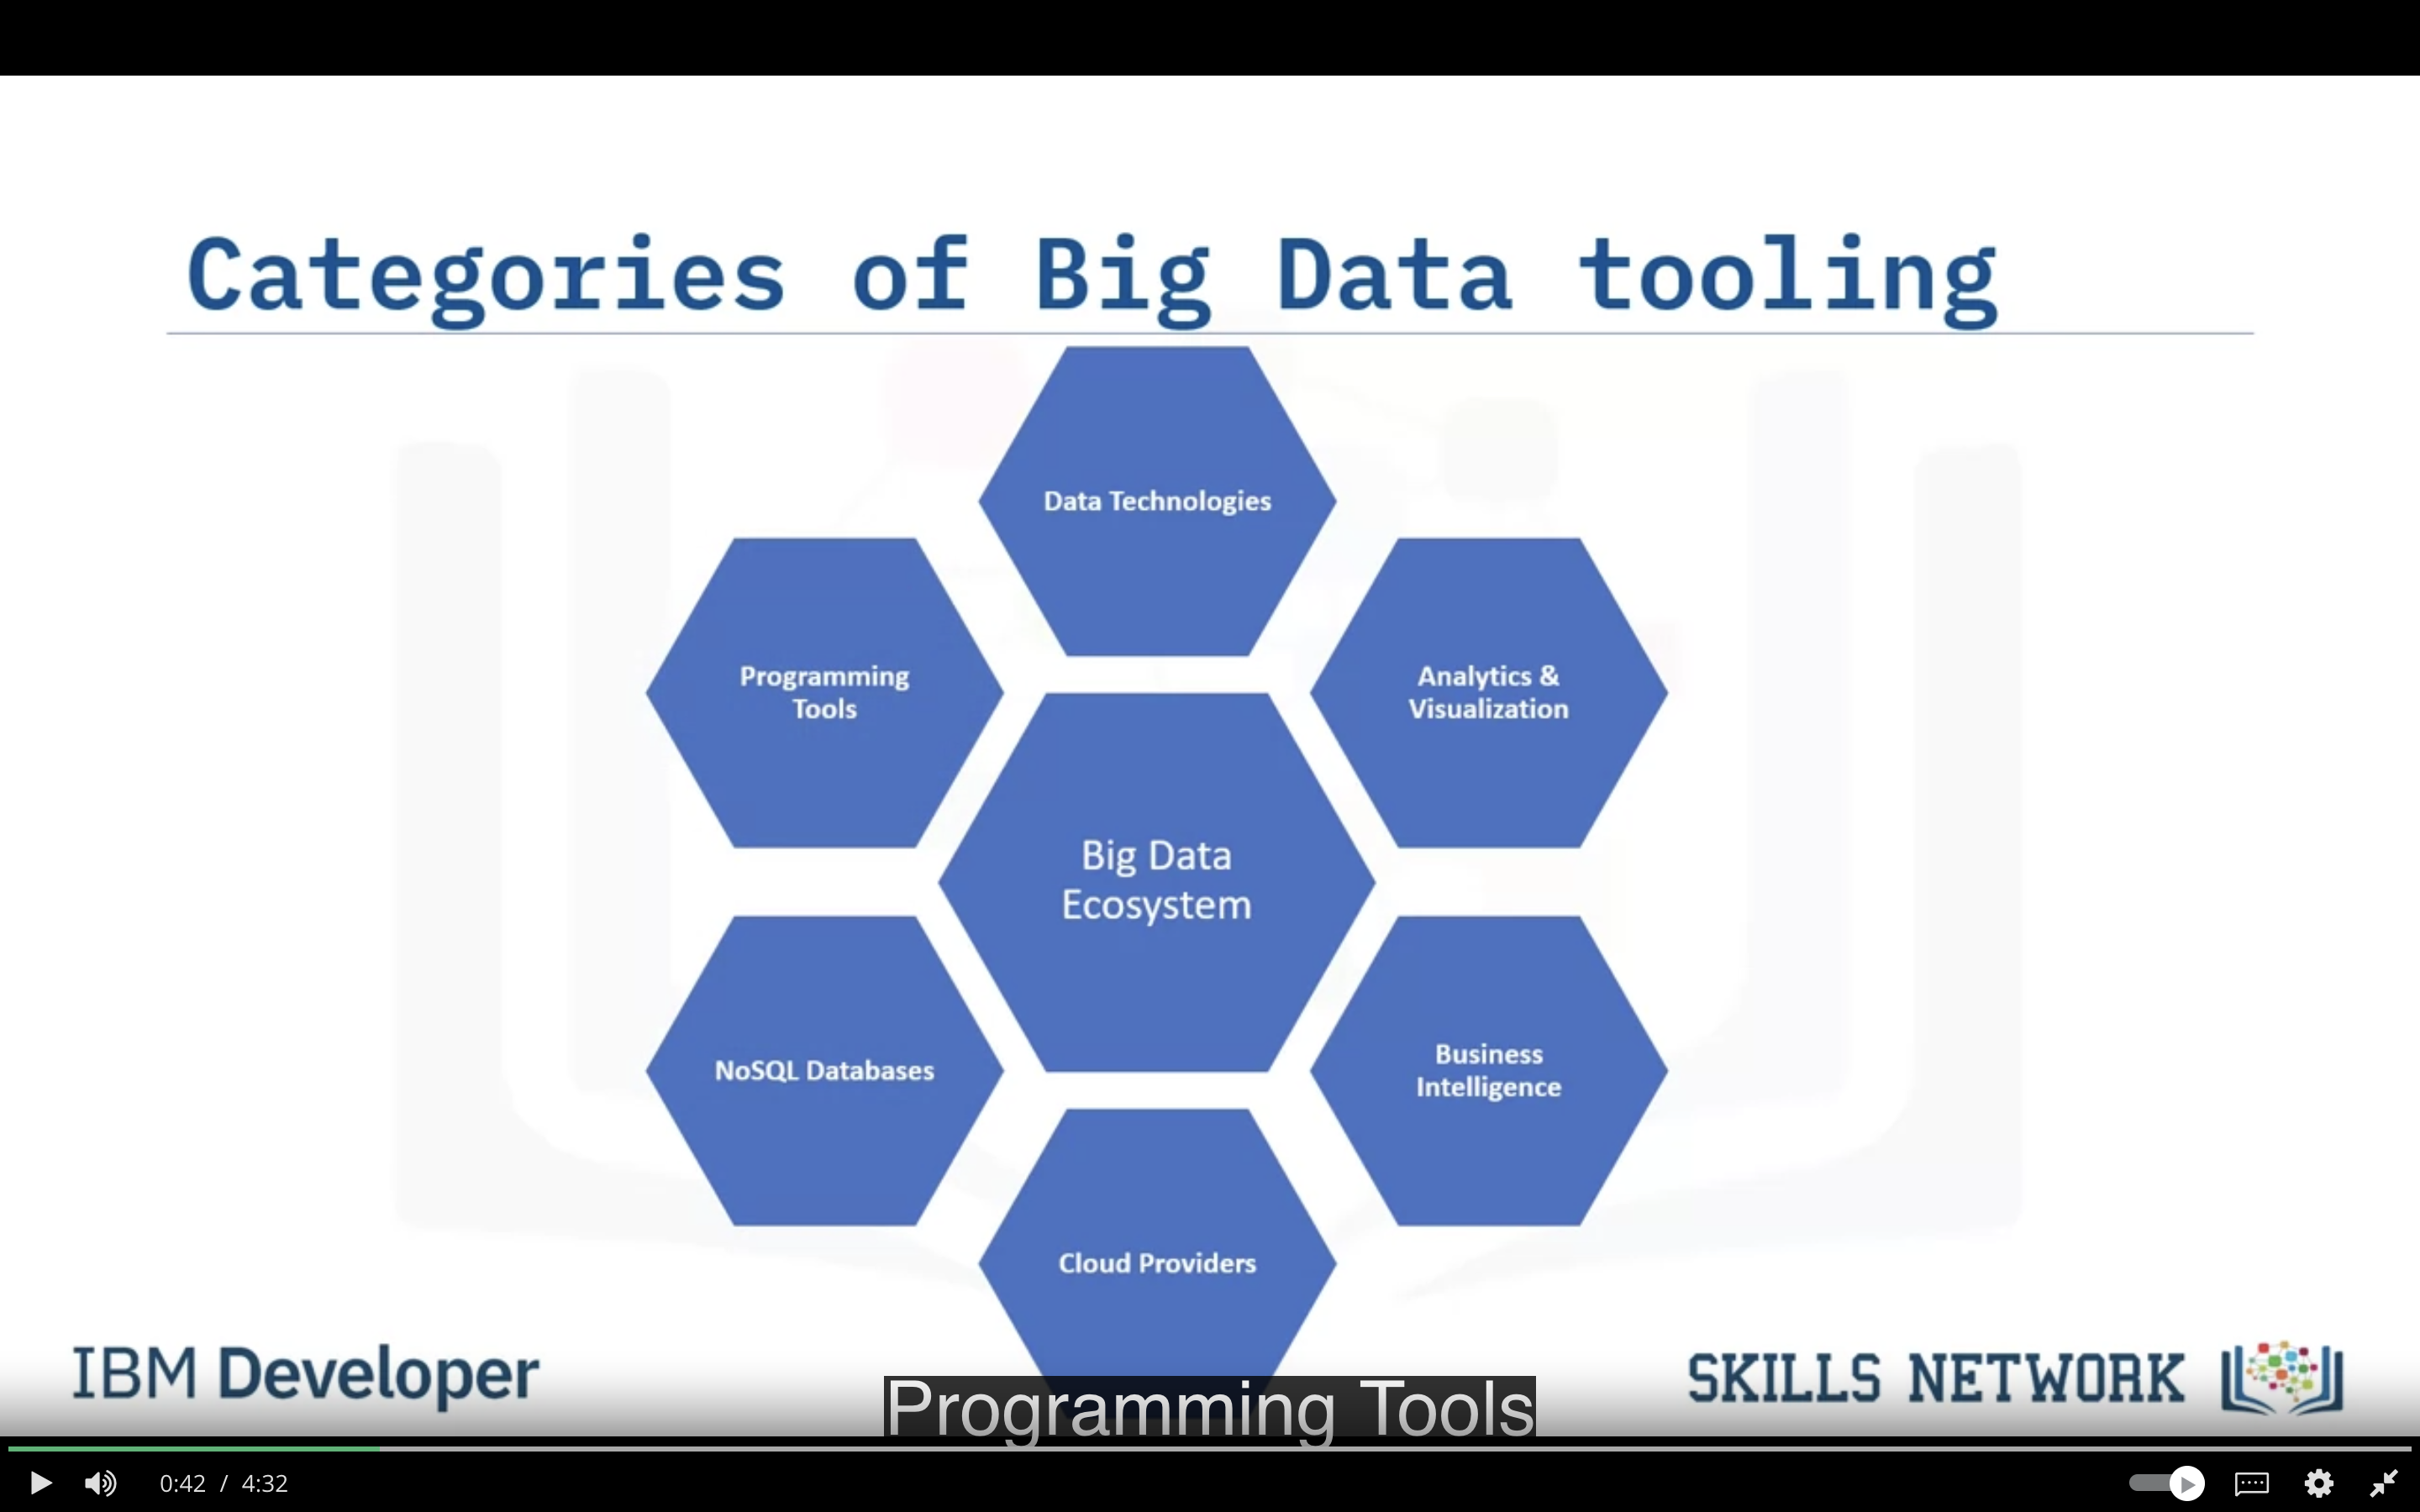 Categories of Big Data tooling
Data Technologies
Programming
Tools
Analytics &
Visualization
Big Data
Ecosystem
NoSQL Databases
Business
Intelligence
Cloud Providers
IBM Developer
SKILLS NETWORK
Programming Tools
0:42 / 4:32